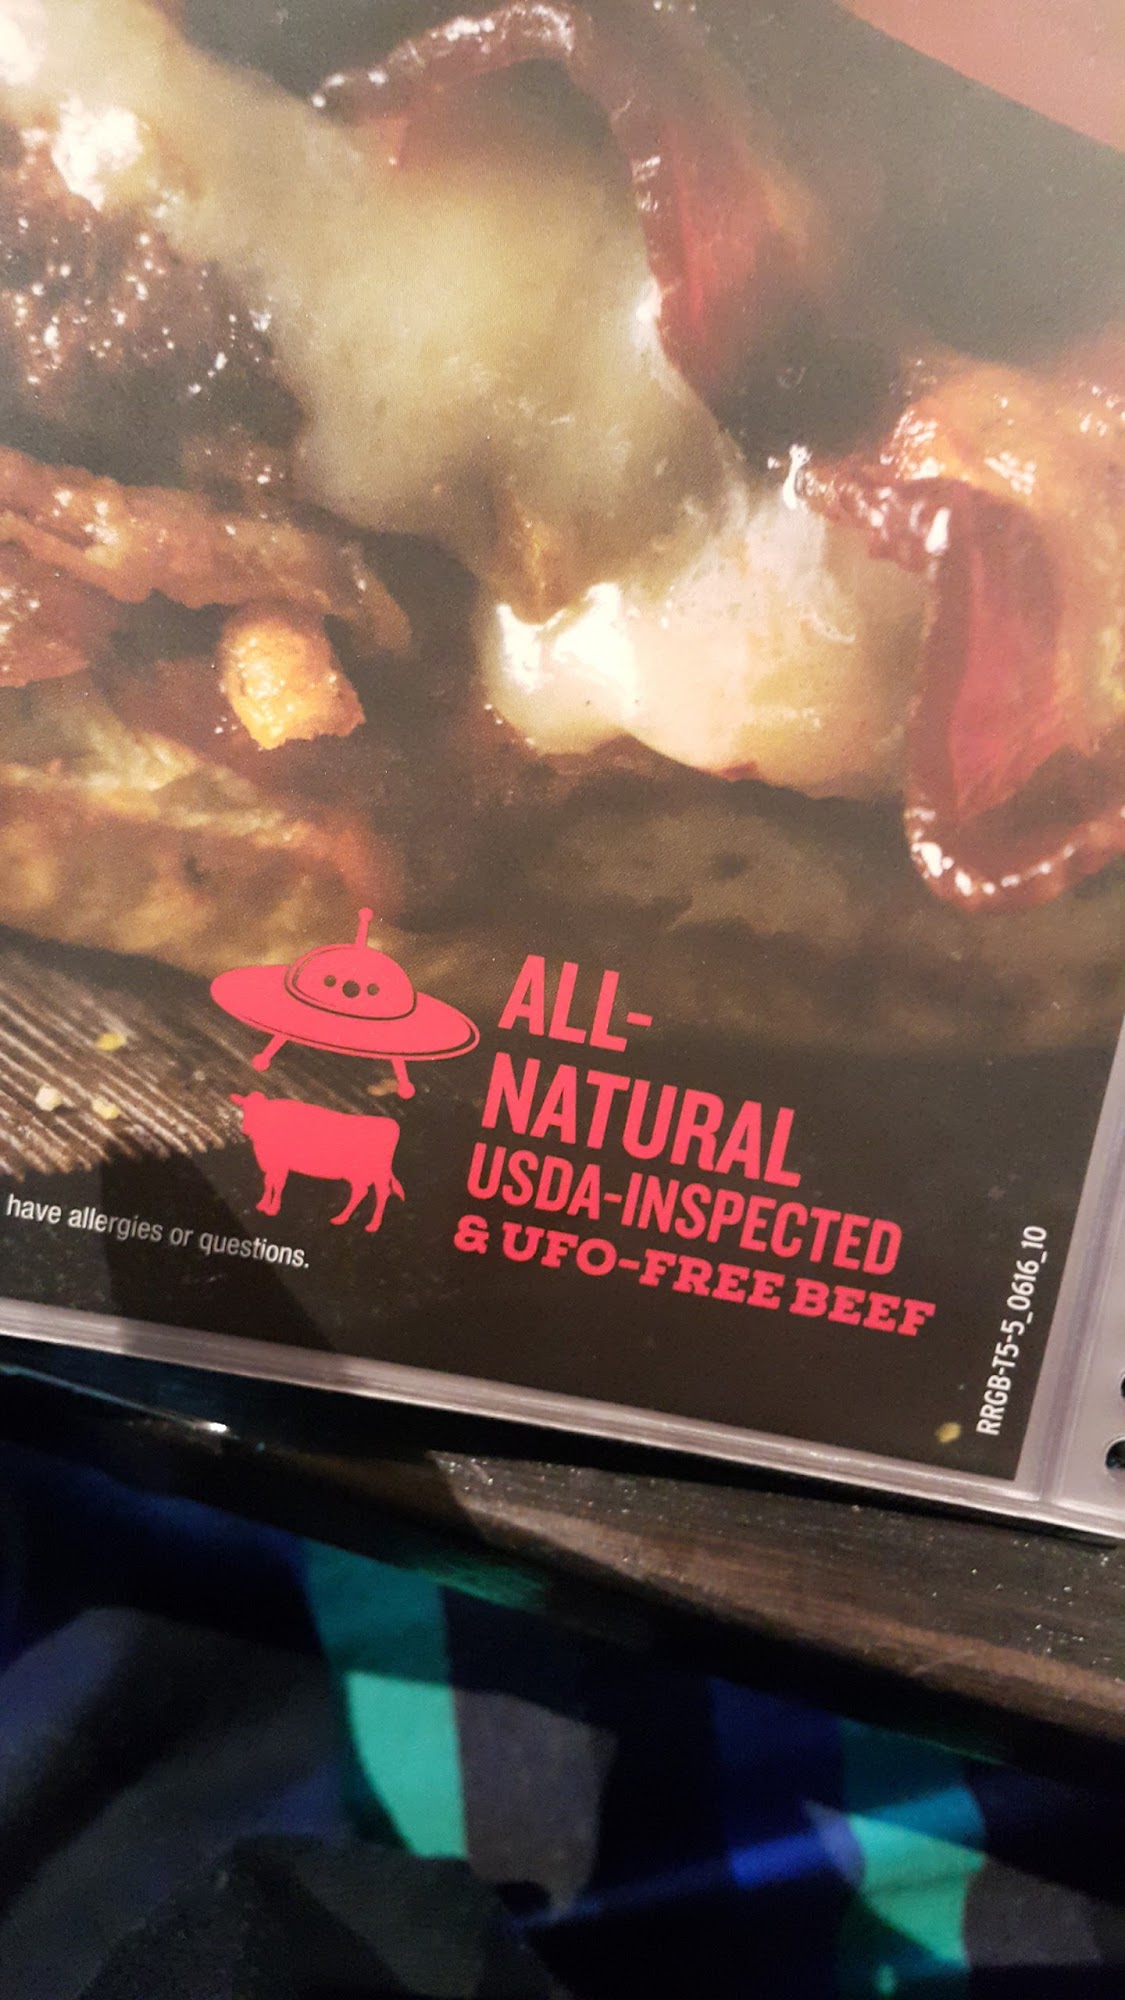 ALL-
NATURAL
USDA-INSPECTED
& UFO-FREE BEEF
have allergies or questions.
RRGB-T5-5_0616_10